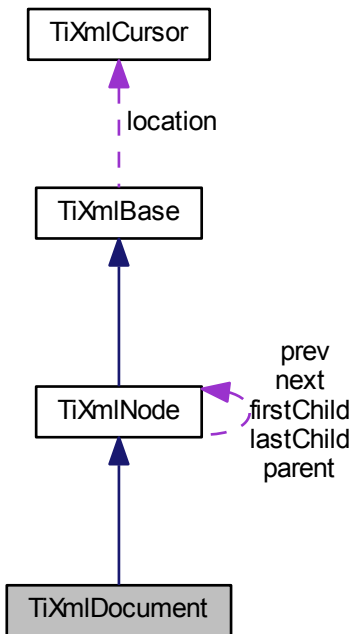 TiXmlCursor
location
TiXmlBase
prev
next
TiXmlNode
firstChild
lastChild
parent
TiXmlDocument